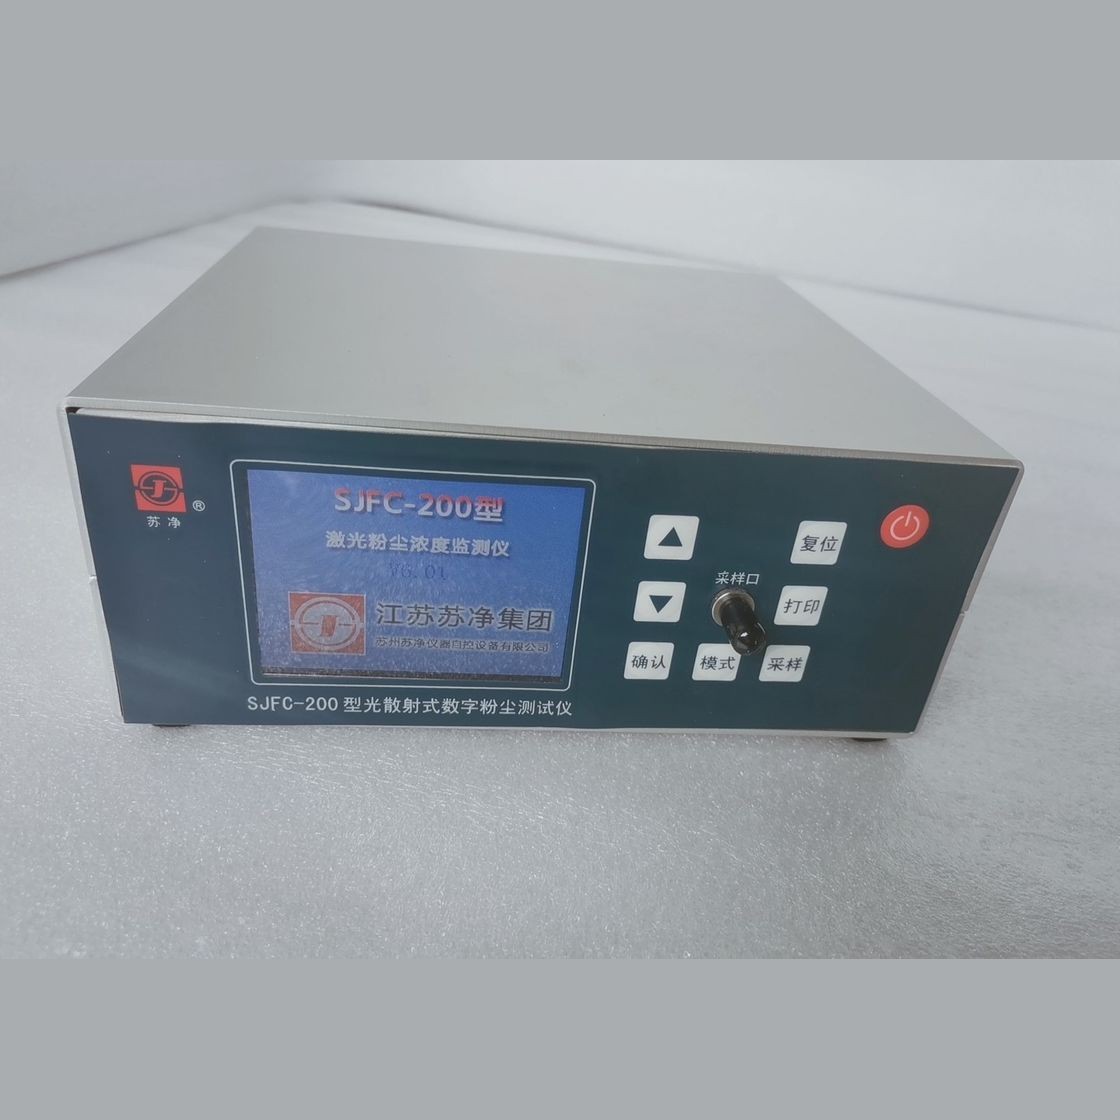 苏净
®
SJFC-200型
激光粉尘浓度监测仪
V6.01
江苏苏净集团
苏州苏净仪器自控设备有限公司
SJFC-200型光散射式数字粉尘测试仪
复位
采样口
打印
确认
模式
采样